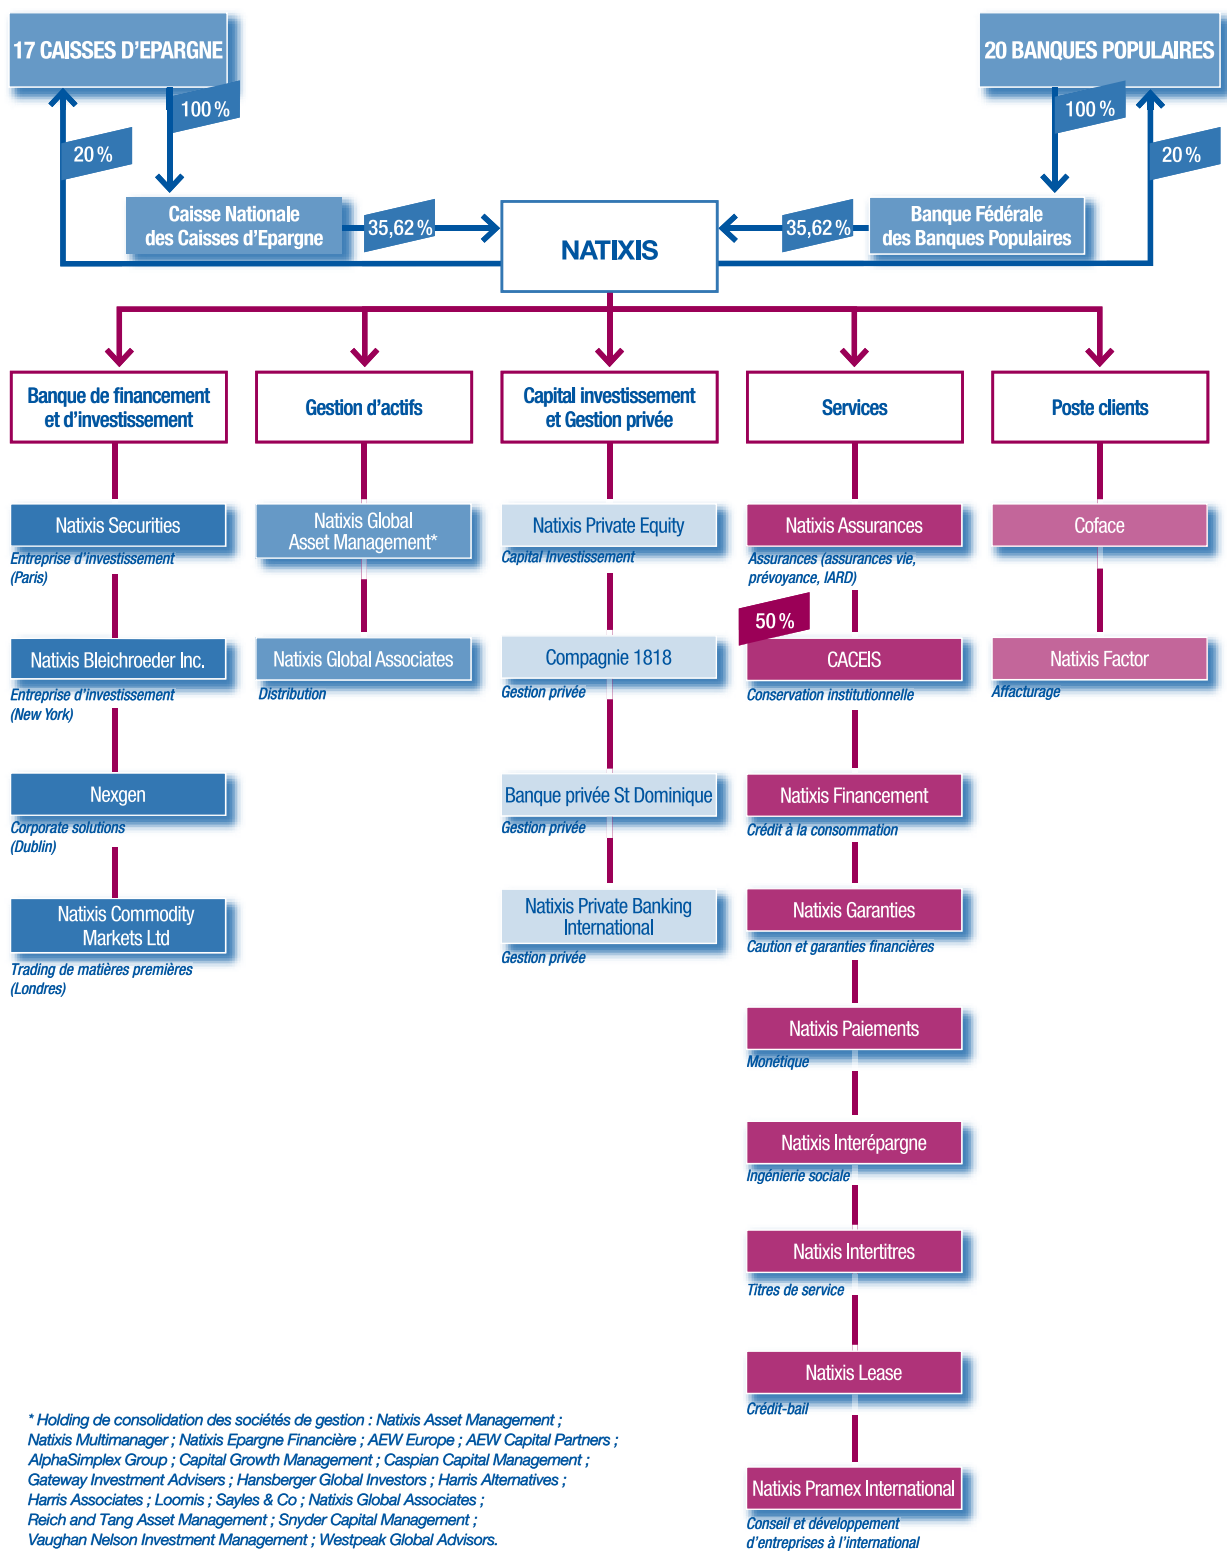 17 CAISSES D'EPARGNE
20 BANQUES POPULAIRES
100 %
100 %
20 %
20 %
Caisse Nationale
des Caisses d'Epargne
35,62 %
NATIXIS
35,62 %
Banque Fédérale
des Banques Populaires
Banque de financement
et d'investissement
Gestion d'actifs
Capital investissement
et Gestion privée
Services
Poste clients
Natixis Securities
Entreprise d'investissement
(Paris)
Natixis Bleichroeder Inc.
Entreprise d'investissement
(New York)
Nexgen
Corporate solutions
(Dublin)
Natixis Commodity
Markets Ltd
Trading de matières premières
(Londres)
Natixis Global
Asset Management*
Natixis Global Associates
Distribution
Natixis Private Equity
Capital Investissement
Compagnie 1818
Gestion privée
Banque privée St Dominique
Gestion privée
Natixis Private Banking
International
Gestion privée
Natixis Assurances
Assurances (assurances vie,
prévoyance, IARD)
50 %
CACEIS
Conservation institutionnelle
Natixis Financement
Crédit à la consommation
Natixis Garanties
Caution et garanties financières
Natixis Paiements
Monétique
Natixis Interépargne
Ingénierie sociale
Natixis Intertitres
Titres de service
Natixis Lease
Crédit-bail
Natixis Pramex International
Conseil et développement
d'entreprises à l'international
Coface
Natixis Factor
Affacturage
* Holding de consolidation des sociétés de gestion : Natixis Asset Management ;
Natixis Multimanager ; Natixis Epargne Financière ; AEW Europe ; AEW Capital Partners ;
AlphaSimplex Group ; Capital Growth Management ; Caspian Capital Management ;
Gateway Investment Advisers ; Hansberger Global Investors ; Harris Alternatives ;
Harris Associates ; Loomis ; Sayles & Co ; Natixis Global Associates ;
Reich and Tang Asset Management ; Snyder Capital Management ;
Vaughan Nelson Investment Management ; Westpeak Global Advisors.